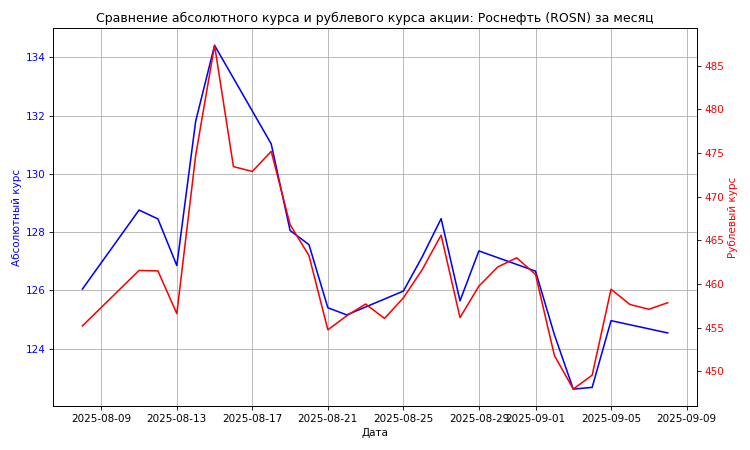 Сравнение абсолютного курса и рублевого курса акции: Роснефть (ROSN) за месяц
Абсолютный курс
134
132
130
128
126
124
485
480
475
470
465
460
455
450
Рублевый курс
2025-08-09 2025-08-13 2025-08-17 2025-08-21 2025-08-25 2025-08-29 2025-09-01 2025-09-05 2025-09-09
Дата